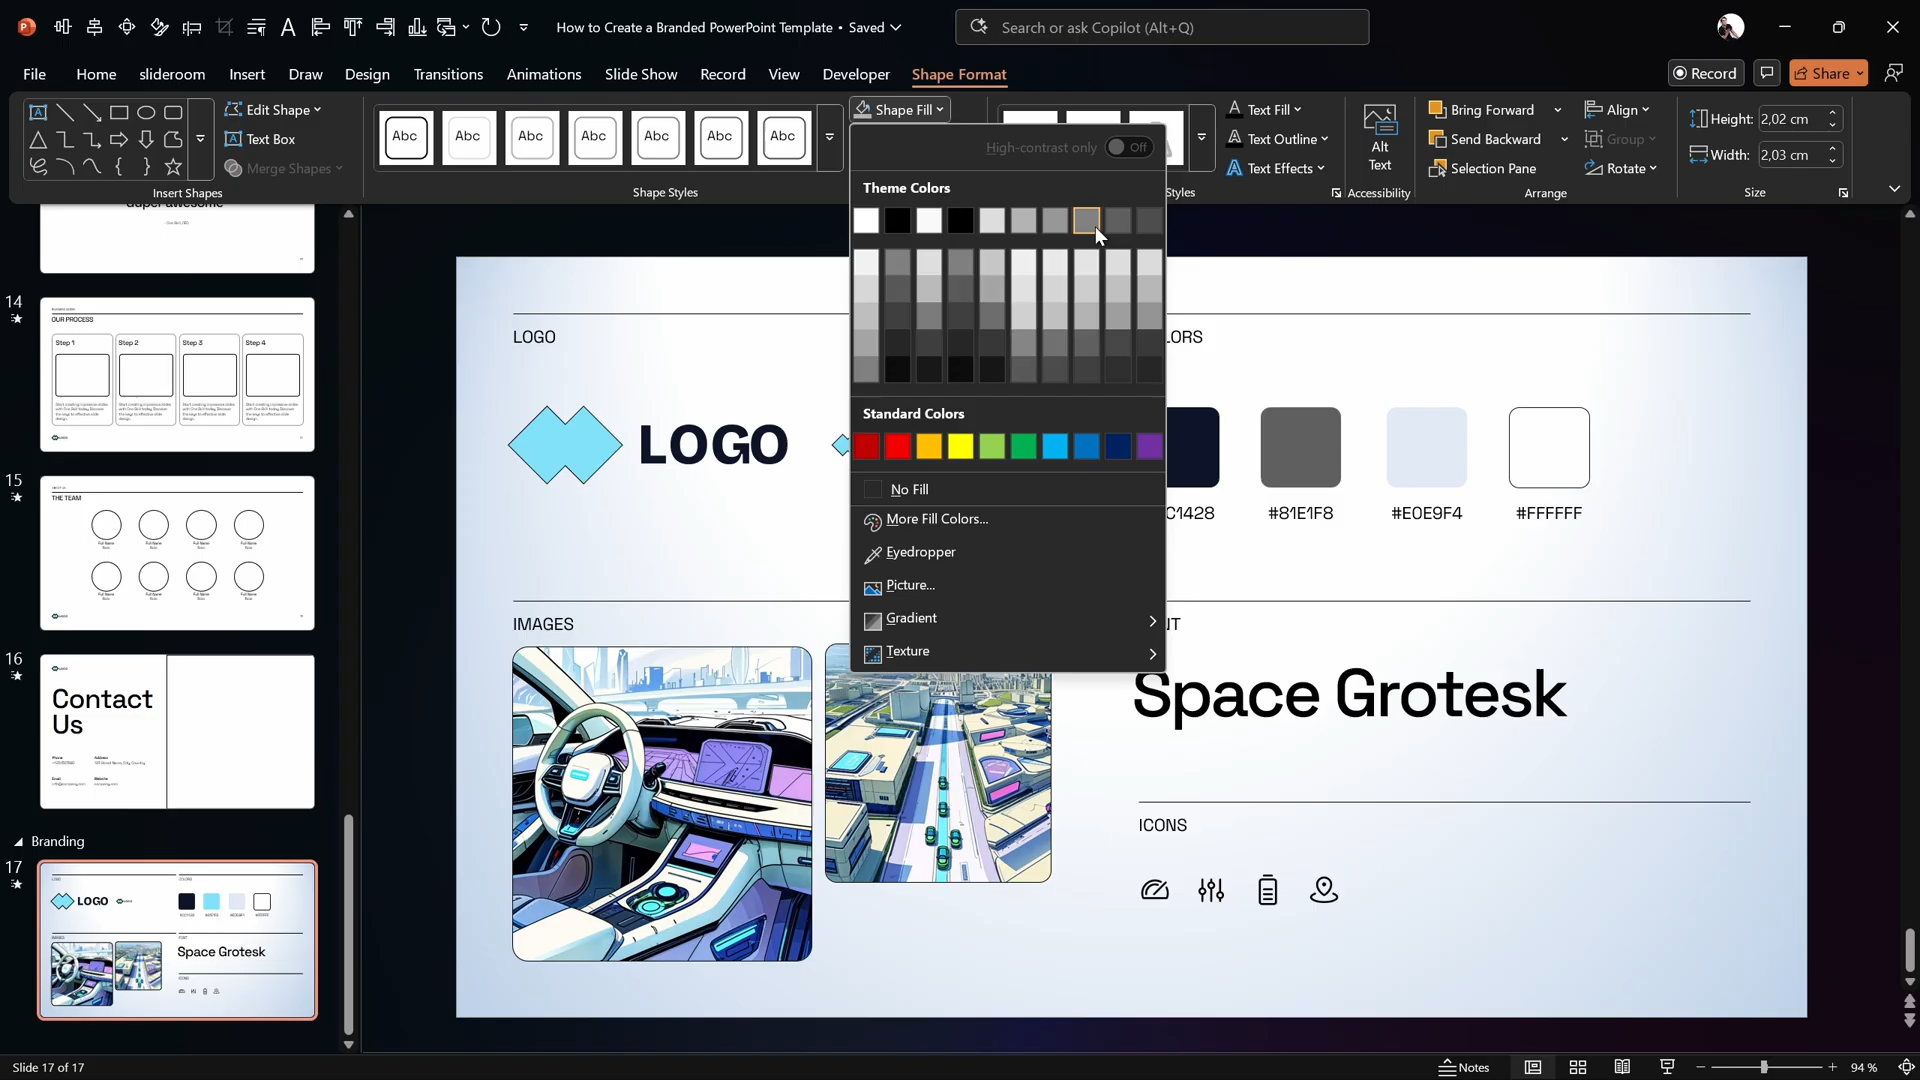 How to Create a Branded PowerPoint Template • Saved
Search or ask Copilot (Alt+Q)
File Home slideroom Insert Draw Design Transitions Animations Slide Show Record View Developer Shape Format
Record
Share
Edit Shape
Text Box
Merge Shapes
Insert Shapes
Abc Abc Abc Abc Abc Abc Abc
Shape Styles
Shape Fill
Text Fill
Text Outline
Text Effects
Styles
Alt
Text
Accessibility
Bring Forward
Send Backward
Selection Pane
Align
Group
Rotate
Arrange
Height: 2,02 cm
Width: 2,03 cm
Size
High-contrast only Off
Theme Colors
Standard Colors
No Fill
More Fill Colors...
Eyedropper
Picture...
Gradient
Texture
14
OUR PROCESS
Step 1 Step 2 Step 3 Step 4
15
THE TEAM
16
Contact
Us
Branding
17
LOGO
Space Grotesk
LOGO
LOGO
LORS
C1428
#81E1F8
#E0E9F4
#FFFFFF
IMAGES
NT
Space Grotesk
ICONS
Slide 17 of 17
Notes
94 %